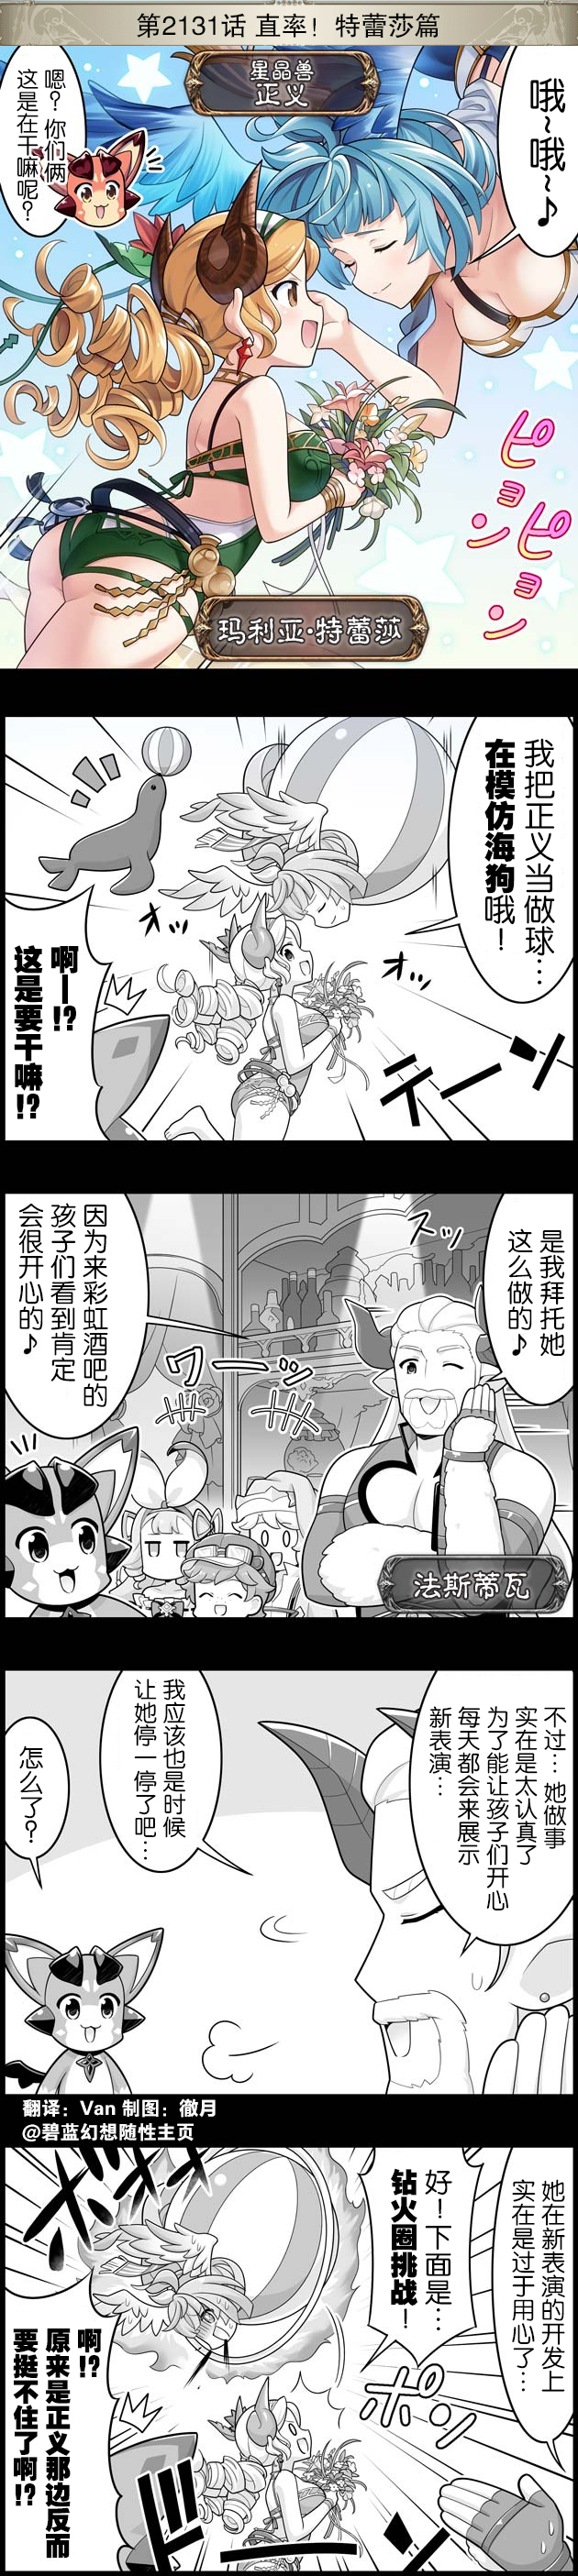 第2131话 直率！特蕾莎篇
星晶兽
正义
哦~哦~♪
嗯？你们俩
这是在干嘛呢？
ピョンピョン
玛利亚·特蕾莎
我把正义当做球…
在模仿海狗哦！
オッ
オッ
テーン
啊ー!?
这是要干嘛!?
是我拜托她
这么做的♪
スッ
因为来彩虹酒吧的
孩子们看到肯定
会很开心的♪
ワーッ
法斯蒂瓦
不过…她做事
实在是太认真了
为了能让孩子们开心
每天都会来展示
新表演…
我应该也是时候
让她停一停了吧…
怎么了？
翻译：Van 制图：徹月
@碧蓝幻想随性主页
她在新表演的开发上
实在是过于用心了…
好！下面是…
钻火圈挑战！
ポンッ
啊!?
原来是正义那边反而
要挺不住了啊!?
ドーン